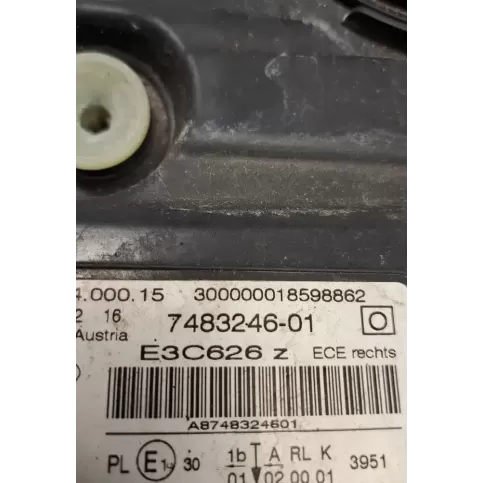 4.000.15 300000018598862
2 16 7483246-01 O
Austria
E3C626 z ECE rechts
A8748324601
PL E 30 1b A RL K 3951
01 02 00 01